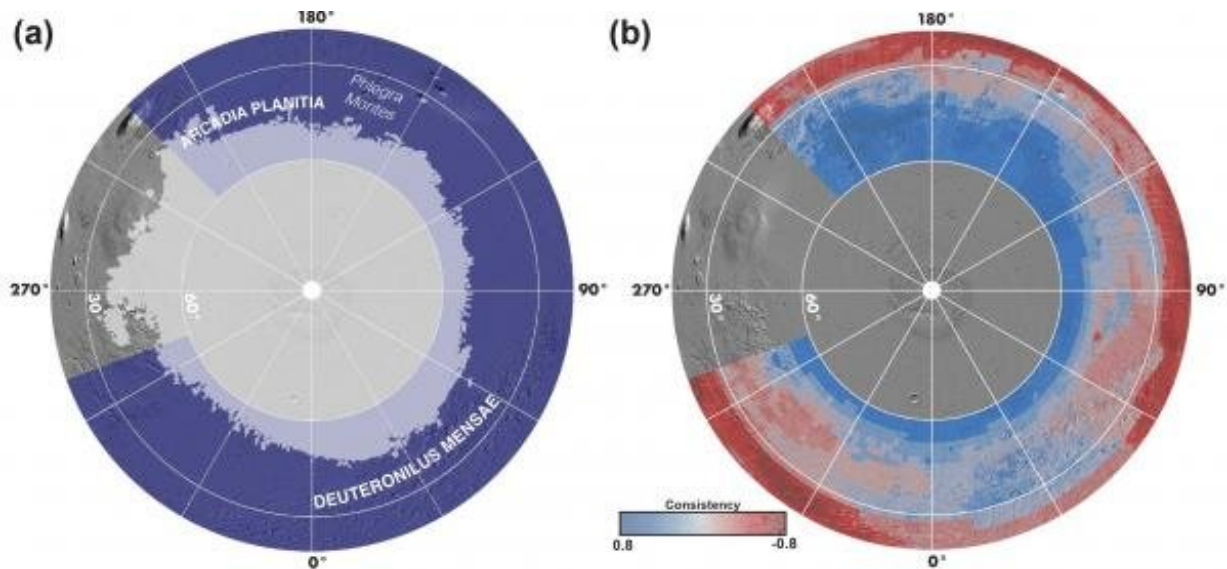 (a)
180°
ARCADIA PLANITIA
Phlegra
Montes
270°
30°
60°
90°
DEUTERONILUS MENSAE
0°
(b)
180°
270°
30°
60°
90°
Consistency
0.8
-0.8
0°